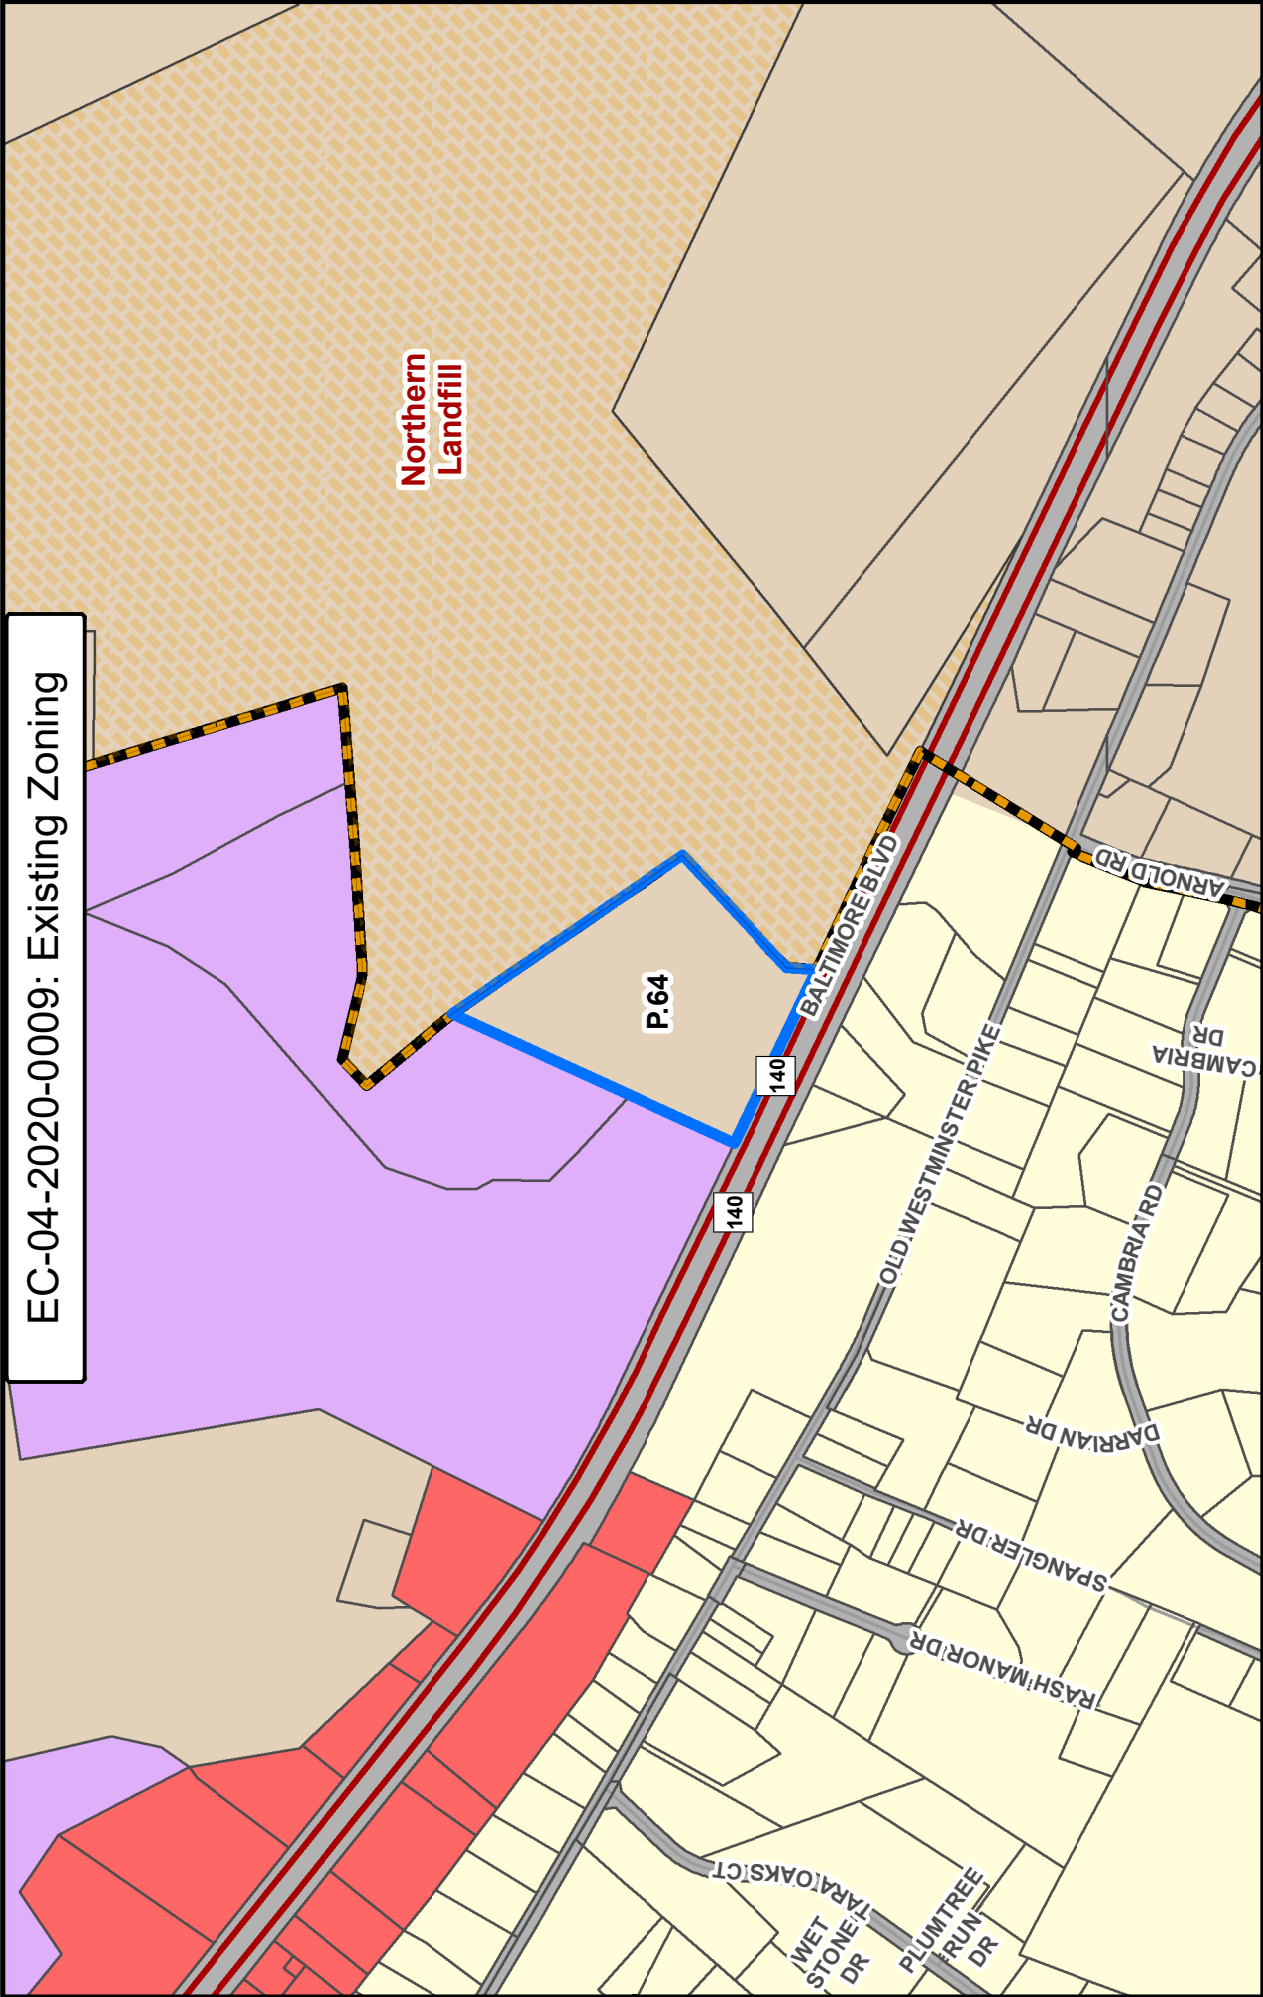 EC-04-2020-0009: Existing Zoning
Northern
Landfill
P.64
BALTIMORE BLVD
140
140
OLD WESTMINSTER PIKE
ARNOLD RD
CAMBRIA
DR
CAMBRIA RD
DARRIAN DR
SPANGLER DR
RASH MANOR DR
TARA OAKS CT
WET
STONE
DR
PLUMTREE
RUN
DR